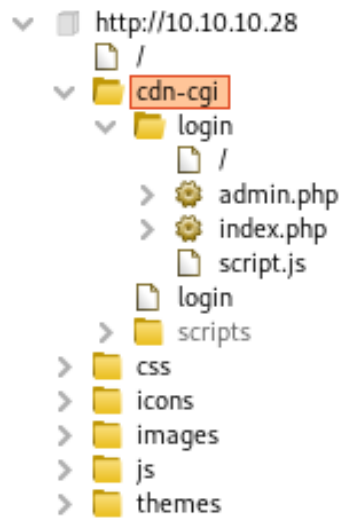 http://10.10.10.28
/
cdn-cgi
login
/
admin.php
index.php
script.js
login
scripts
css
icons
images
js
themes